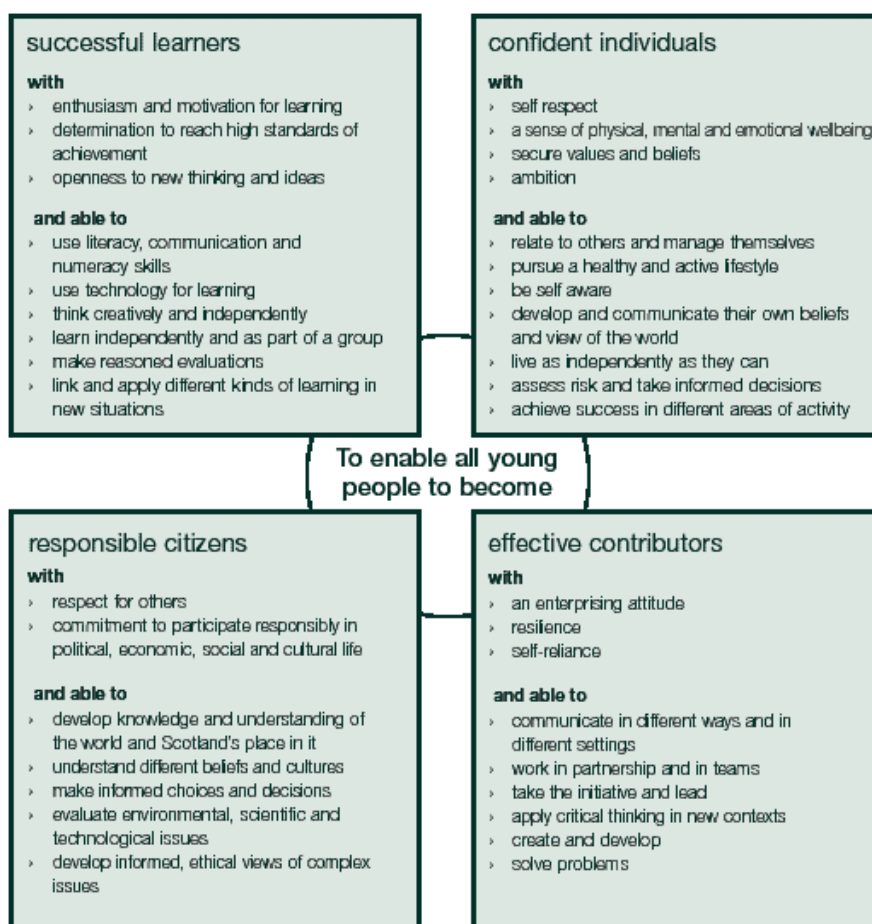 successful learners
with
› enthusiasm and motivation for learning
› determination to reach high standards of
achievement
› openness to new thinking and ideas
and able to
› use literacy, communication and
numeracy skills
› use technology for learning
› think creatively and independently
› learn independently and as part of a group
› make reasoned evaluations
› link and apply different kinds of learning in
new situations
confident individuals
with
› self respect
› a sense of physical, mental and emotional wellbeing
› secure values and beliefs
› ambition
and able to
› relate to others and manage themselves
› pursue a healthy and active lifestyle
› be self aware
› develop and communicate their own beliefs
and view of the world
› live as independently as they can
› assess risk and take informed decisions
› achieve success in different areas of activity
To enable all young
people to become
responsible citizens
with
› respect for others
› commitment to participate responsibly in
political, economic, social and cultural life
and able to
› develop knowledge and understanding of
the world and Scotland's place in it
› understand different beliefs and cultures
› make informed choices and decisions
› evaluate environmental, scientific and
technological issues
› develop informed, ethical views of complex
issues
effective contributors
with
› an enterprising attitude
› resilience
› self-reliance
and able to
› communicate in different ways and in
different settings
› work in partnership and in teams
› take the initiative and lead
› apply critical thinking in new contexts
› create and develop
› solve problems